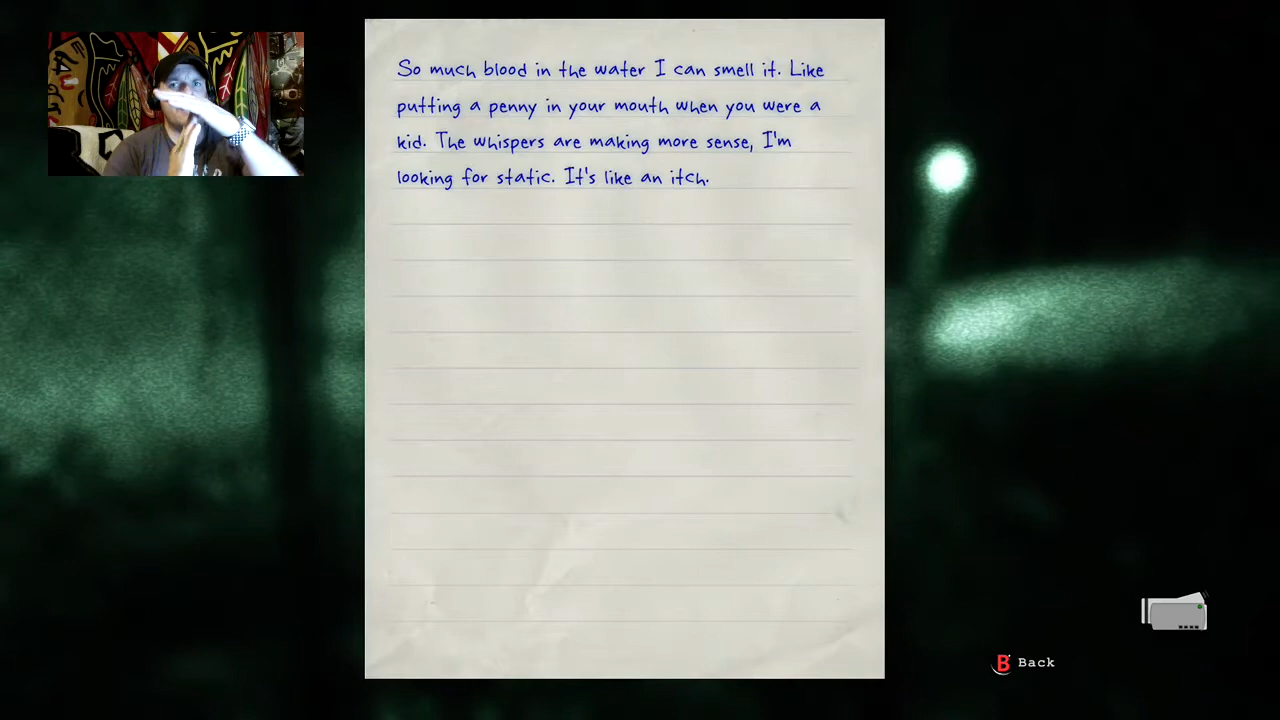 So much blood in the water I can smell it. Like
putting a penny in your mouth when you were a
kid. The whispers are making more sense, I'm
looking for static. It's like an itch.
B Back